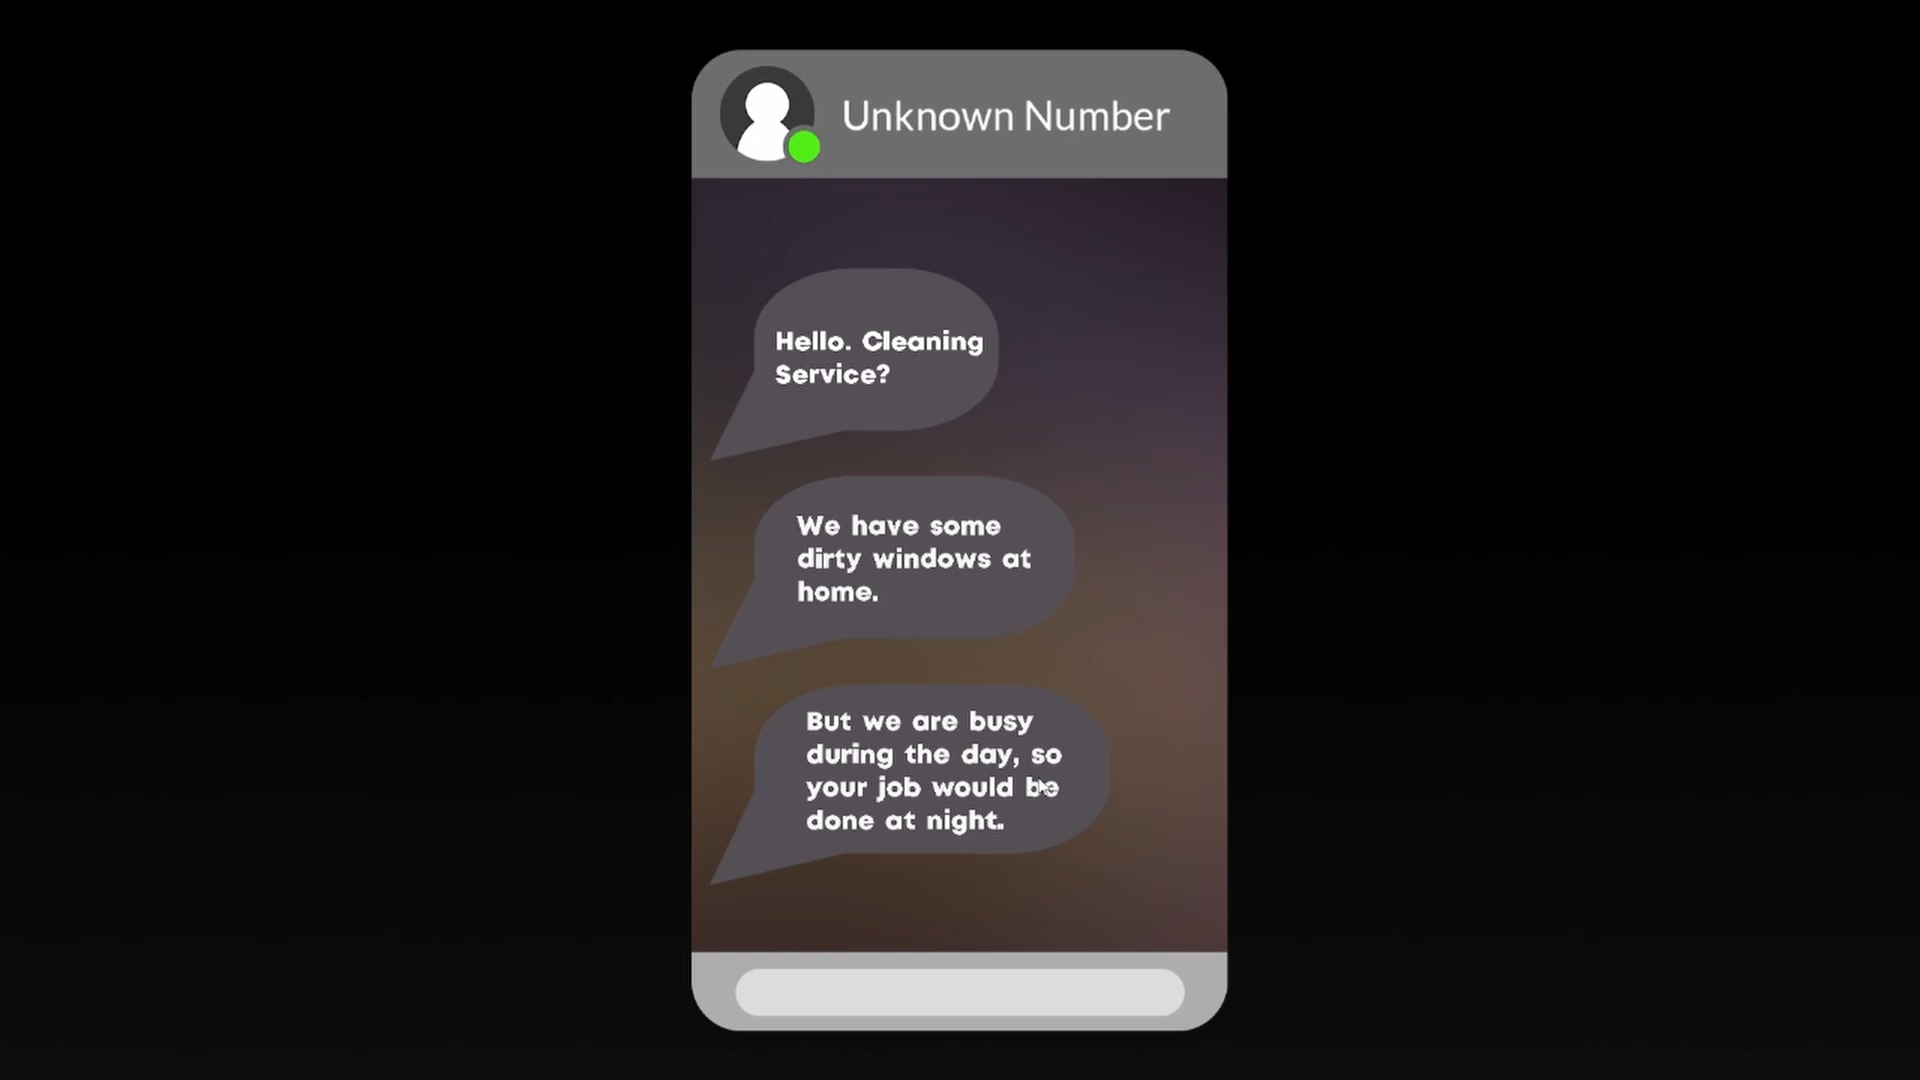 Unknown Number
Hello. Cleaning
Service?
We have some
dirty windows at
home.
But we are busy
during the day, so
your job would be
done at night.